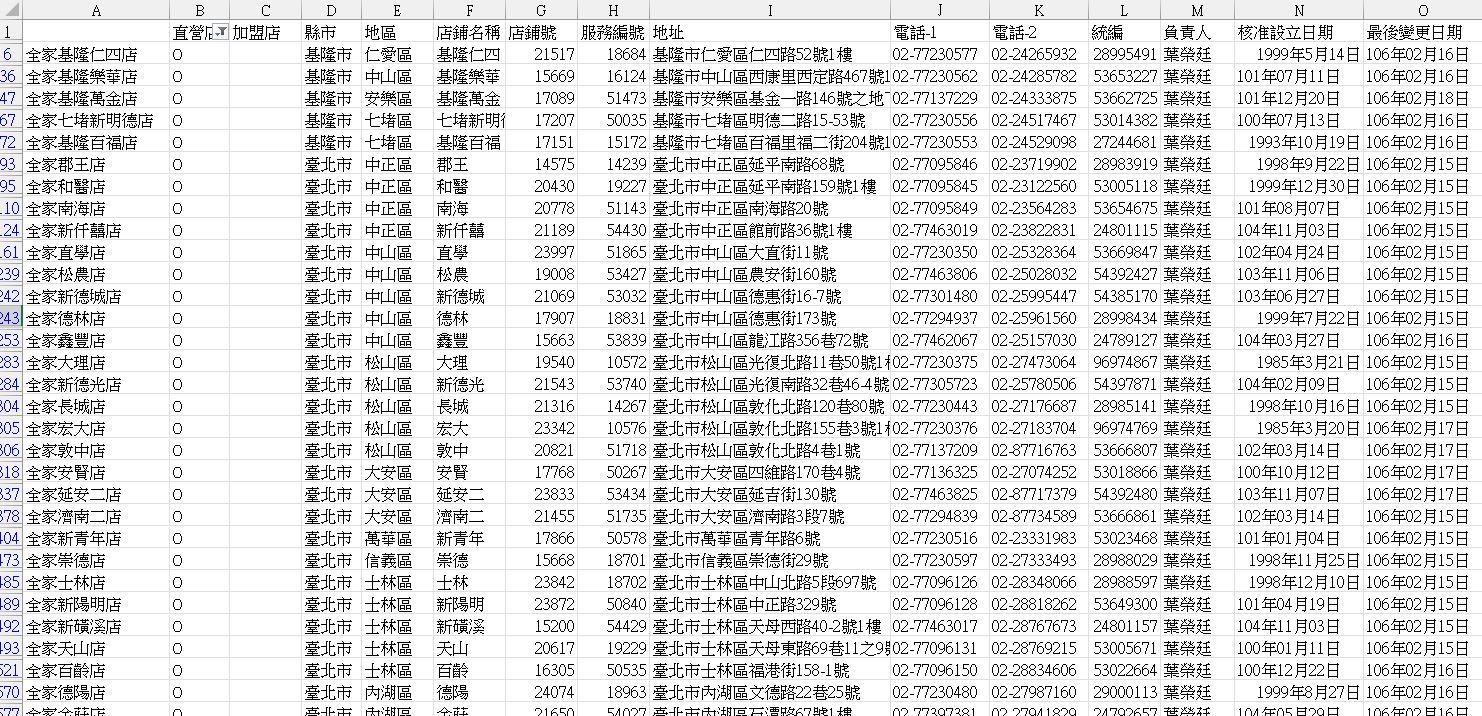 A B C D E F G H I J K L M N O
1 直營店 加盟店 縣市 地區 店舖名稱 店舖號 服務編號 地址 電話-1 電話-2 統編 負責人 核准設立日期 最後變更日期
6 全家基隆仁四店 O 基隆市 仁愛區 基隆仁四 21517 18684 基隆市仁愛區仁四路52號1樓 02-77230577 02-24265932 28995491 葉榮廷 1999年5月14日 106年02月16日
36 全家基隆樂華店 O 基隆市 中山區 基隆樂華 15669 16124 基隆市中山區西康里西定路467號1 02-77230562 02-24285782 53653227 葉榮廷 101年07月11日 106年02月16日
47 全家基隆萬金店 O 基隆市 安樂區 基隆萬金 17089 51473 基隆市安樂區基金一路146號之地 02-77137229 02-24333875 53662725 葉榮廷 101年12月20日 106年02月18日
67 全家七堵新明德店 O 基隆市 七堵區 七堵新明 17207 50035 基隆市七堵區明德二路15-53號 02-77230556 02-24517467 53014382 葉榮廷 100年07月13日 106年02月16日
72 全家基隆百福店 O 基隆市 七堵區 基隆百福 17151 15172 基隆市七堵區百福里福二街204號1 02-77230553 02-24529098 27244681 葉榮廷 1993年10月19日 106年02月16日
93 全家郡王店 O 臺北市 中正區 郡王 14575 14239 臺北市中正區延平南路68號 02-77095846 02-23719902 28983919 葉榮廷 1998年9月22日 106年02月15日
95 全家和醫店 O 臺北市 中正區 和醫 20430 19227 臺北市中正區延平南路159號1樓 02-77095845 02-23122560 53005118 葉榮廷 1999年12月30日 106年02月15日
110 全家南海店 O 臺北市 中正區 南海 20778 51143 臺北市中正區南海路20號 02-77095849 02-23564283 53654675 葉榮廷 101年08月07日 106年02月15日
124 全家新仟囍店 O 臺北市 中正區 新仟囍 21189 54430 臺北市中正區館前路36號1樓 02-77463019 02-23822831 24801115 葉榮廷 104年11月03日 106年02月15日
161 全家直學店 O 臺北市 中山區 直學 23997 51865 臺北市中山區大直街11號 02-77230350 02-25328364 53669847 葉榮廷 102年04月24日 106年02月15日
239 全家松農店 O 臺北市 中山區 松農 19008 53427 臺北市中山區農安街160號 02-77463806 02-25028032 54392427 葉榮廷 103年11月06日 106年02月15日
242 全家新德城店 O 臺北市 中山區 新德城 21069 53032 臺北市中山區德惠街16-7號 02-77301480 02-25995447 54385170 葉榮廷 103年06月27日 106年02月15日
243 全家德林店 O 臺北市 中山區 德林 17907 18831 臺北市中山區德惠街173號 02-77294937 02-25961560 28998434 葉榮廷 1999年7月22日 106年02月15日
253 全家鑫豐店 O 臺北市 中山區 鑫豐 15663 53839 臺北市中山區龍江路356巷72號 02-77462067 02-25157030 24789127 葉榮廷 104年03月27日 106年02月16日
283 全家大理店 O 臺北市 松山區 大理 19540 10572 臺北市松山區光復北路11巷50號1 02-77230375 02-27473064 96974867 葉榮廷 1985年3月21日 106年02月15日
284 全家新德光店 O 臺北市 松山區 新德光 21543 53740 臺北市松山區光復南路32巷46-4號 02-77305723 02-25780506 54397871 葉榮廷 104年02月09日 106年02月15日
304 全家長城店 O 臺北市 松山區 長城 21316 14267 臺北市松山區敦化北路120巷80號 02-77230443 02-27176687 28985141 葉榮廷 1998年10月16日 106年02月15日
305 全家宏大店 O 臺北市 松山區 宏大 23342 10576 臺北市松山區敦化北路155巷3號1 02-77230376 02-27183704 96974769 葉榮廷 1985年3月20日 106年02月17日
306 全家敦中店 O 臺北市 松山區 敦中 20821 51718 臺北市松山區敦化北路4巷1號 02-77137209 02-87716763 53666807 葉榮廷 102年03月14日 106年02月17日
318 全家安賢店 O 臺北市 大安區 安賢 17768 50267 臺北市大安區四維路170巷4號 02-77136325 02-27074252 53018866 葉榮廷 100年10月12日 106年02月17日
337 全家延安二店 O 臺北市 大安區 延安二 23833 53434 臺北市大安區延吉街130號 02-77463825 02-87717379 54392480 葉榮廷 103年11月07日 106年02月17日
378 全家濟南二店 O 臺北市 大安區 濟南二 21455 51735 臺北市大安區濟南路3段7號 02-77294839 02-87734589 53666861 葉榮廷 102年03月14日 106年02月15日
404 全家新青年店 O 臺北市 萬華區 新青年 17866 50578 臺北市萬華區青年路6號 02-77230516 02-23331983 53023468 葉榮廷 101年01月04日 106年02月15日
473 全家崇德店 O 臺北市 信義區 崇德 15668 18701 臺北市信義區崇德街29號 02-77230597 02-27333493 28988029 葉榮廷 1998年11月25日 106年02月15日
485 全家士林店 O 臺北市 士林區 士林 23842 18702 臺北市士林區中山北路5段697號 02-77096126 02-28348066 28988597 葉榮廷 1998年12月10日 106年02月15日
489 全家新陽明店 O 臺北市 士林區 新陽明 23872 50840 臺北市士林區中正路329號 02-77096128 02-28818262 53649300 葉榮廷 101年04月19日 106年02月15日
492 全家新礦溪店 O 臺北市 士林區 新礦溪 15200 54429 臺北市士林區天母西路40-2號1樓 02-77463017 02-28767673 24801157 葉榮廷 104年11月03日 106年02月15日
493 全家天山店 O 臺北市 士林區 天山 20617 19229 臺北市士林區天母東路69巷11之9 02-77096131 02-28769215 53005671 葉榮廷 100年01月11日 106年02月15日
521 全家百齡店 O 臺北市 士林區 百齡 16305 50535 臺北市士林區福港街158-1號 02-77096150 02-28834606 53022664 葉榮廷 100年12月22日 106年02月16日
570 全家德陽店 O 臺北市 內湖區 德陽 24074 18963 臺北市內湖區文德路22巷25號 02-77230480 02-27987160 29000113 葉榮廷 1999年8月27日 106年02月16日
577 全家金莊店 O 臺北市 內湖區 金莊 21650 54027 臺北市內湖區石潭路67號1樓 02-77397381 02-27941829 24792657 葉榮廷 104年05月29日 106年02月16日